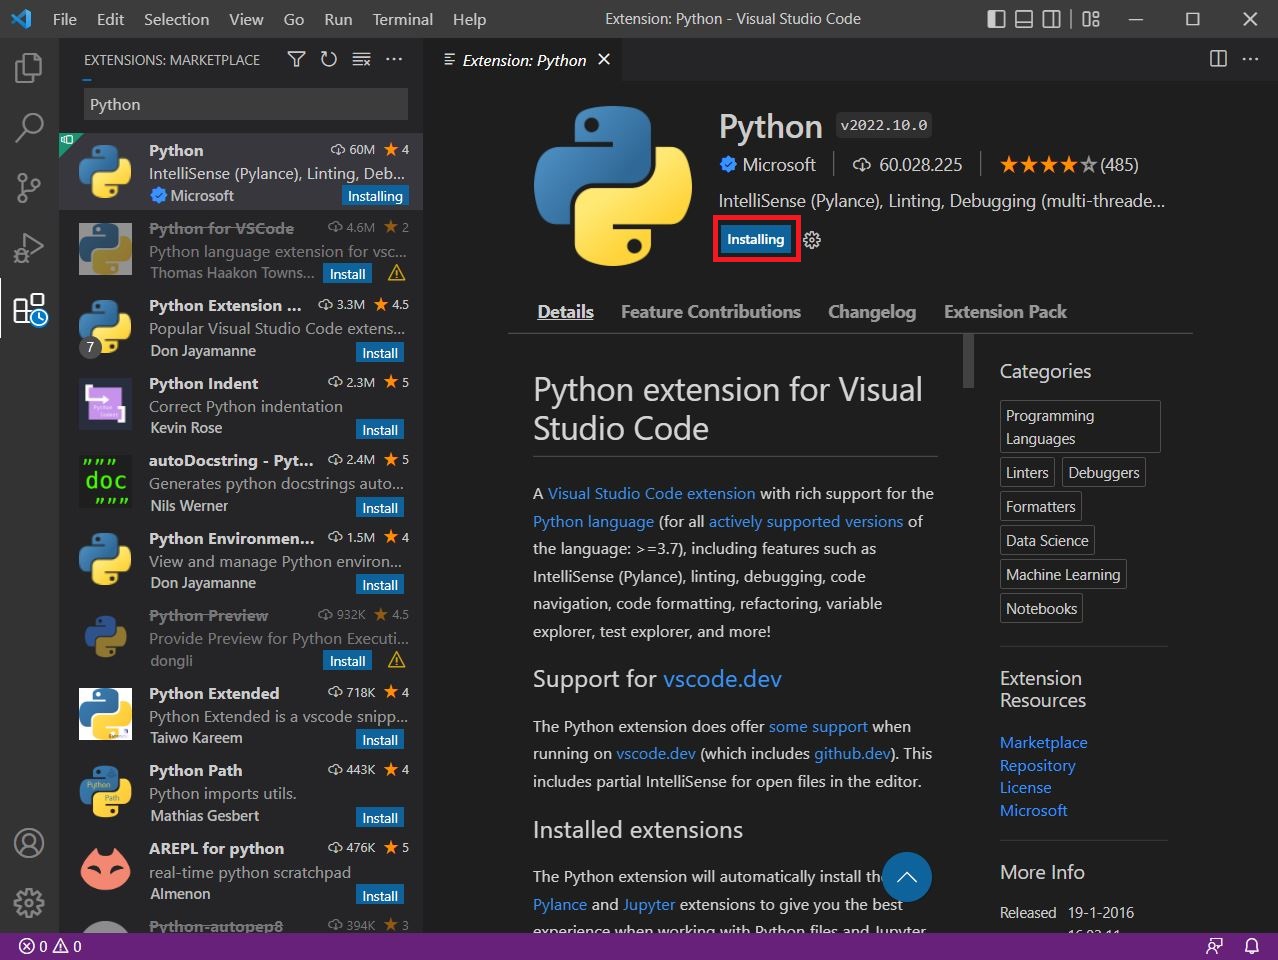 File Edit Selection View Go Run Terminal Help
Extension: Python - Visual Studio Code
EXTENSIONS: MARKETPLACE
Python
Python 60M ★ 4
IntelliSense (Pylance), Linting, Deb...
Microsoft Installing
Python for VSCode 4.6M ★ 2
Python language extension for vsc...
Thomas Haakon Towns... Install
Python Extension ... 3.3M ★ 4.5
Popular Visual Studio Code extens...
7 Don Jayamanne Install
Python Indent 2.3M ★ 5
Correct Python indentation
Kevin Rose Install
autoDocstring - Pyt... 2.4M ★ 5
Generates python docstrings auto...
Nils Werner Install
"""
doc
"""
Python Environmen... 1.5M ★ 4
View and manage Python environ...
Don Jayamanne Install
Python Preview 932K ★ 4.5
Provide Preview for Python Executi...
dongli Install
Python Extended 718K ★ 4
Python Extended is a vscode snipp...
Taiwo Kareem Install
Python Path 443K ★ 4
Python imports utils.
Mathias Gesbert Install
Python
Path
AREPL for python 476K ★ 5
real-time python scratchpad
Almenon Install
Python-autopep8 394K ★ 3
Extension: Python
Python v2022.10.0
Microsoft 60.028.225 ★★★★☆ (485)
IntelliSense (Pylance), Linting, Debugging (multi-threade...
Installing
Details Feature Contributions Changelog Extension Pack
Python extension for Visual
Studio Code
A Visual Studio Code extension with rich support for the
Python language (for all actively supported versions of
the language: >=3.7), including features such as
IntelliSense (Pylance), linting, debugging, code
navigation, code formatting, refactoring, variable
explorer, test explorer, and more!
Support for vscode.dev
The Python extension does offer some support when
running on vscode.dev (which includes github.dev). This
includes partial IntelliSense for open files in the editor.
Installed extensions
The Python extension will automatically install the
Pylance and Jupyter extensions to give you the best
experience when working with Python files and Jupyter
Categories
Programming
Languages
Linters Debuggers
Formatters
Data Science
Machine Learning
Notebooks
Extension
Resources
Marketplace
Repository
License
Microsoft
More Info
Released 19-1-2016
0 0